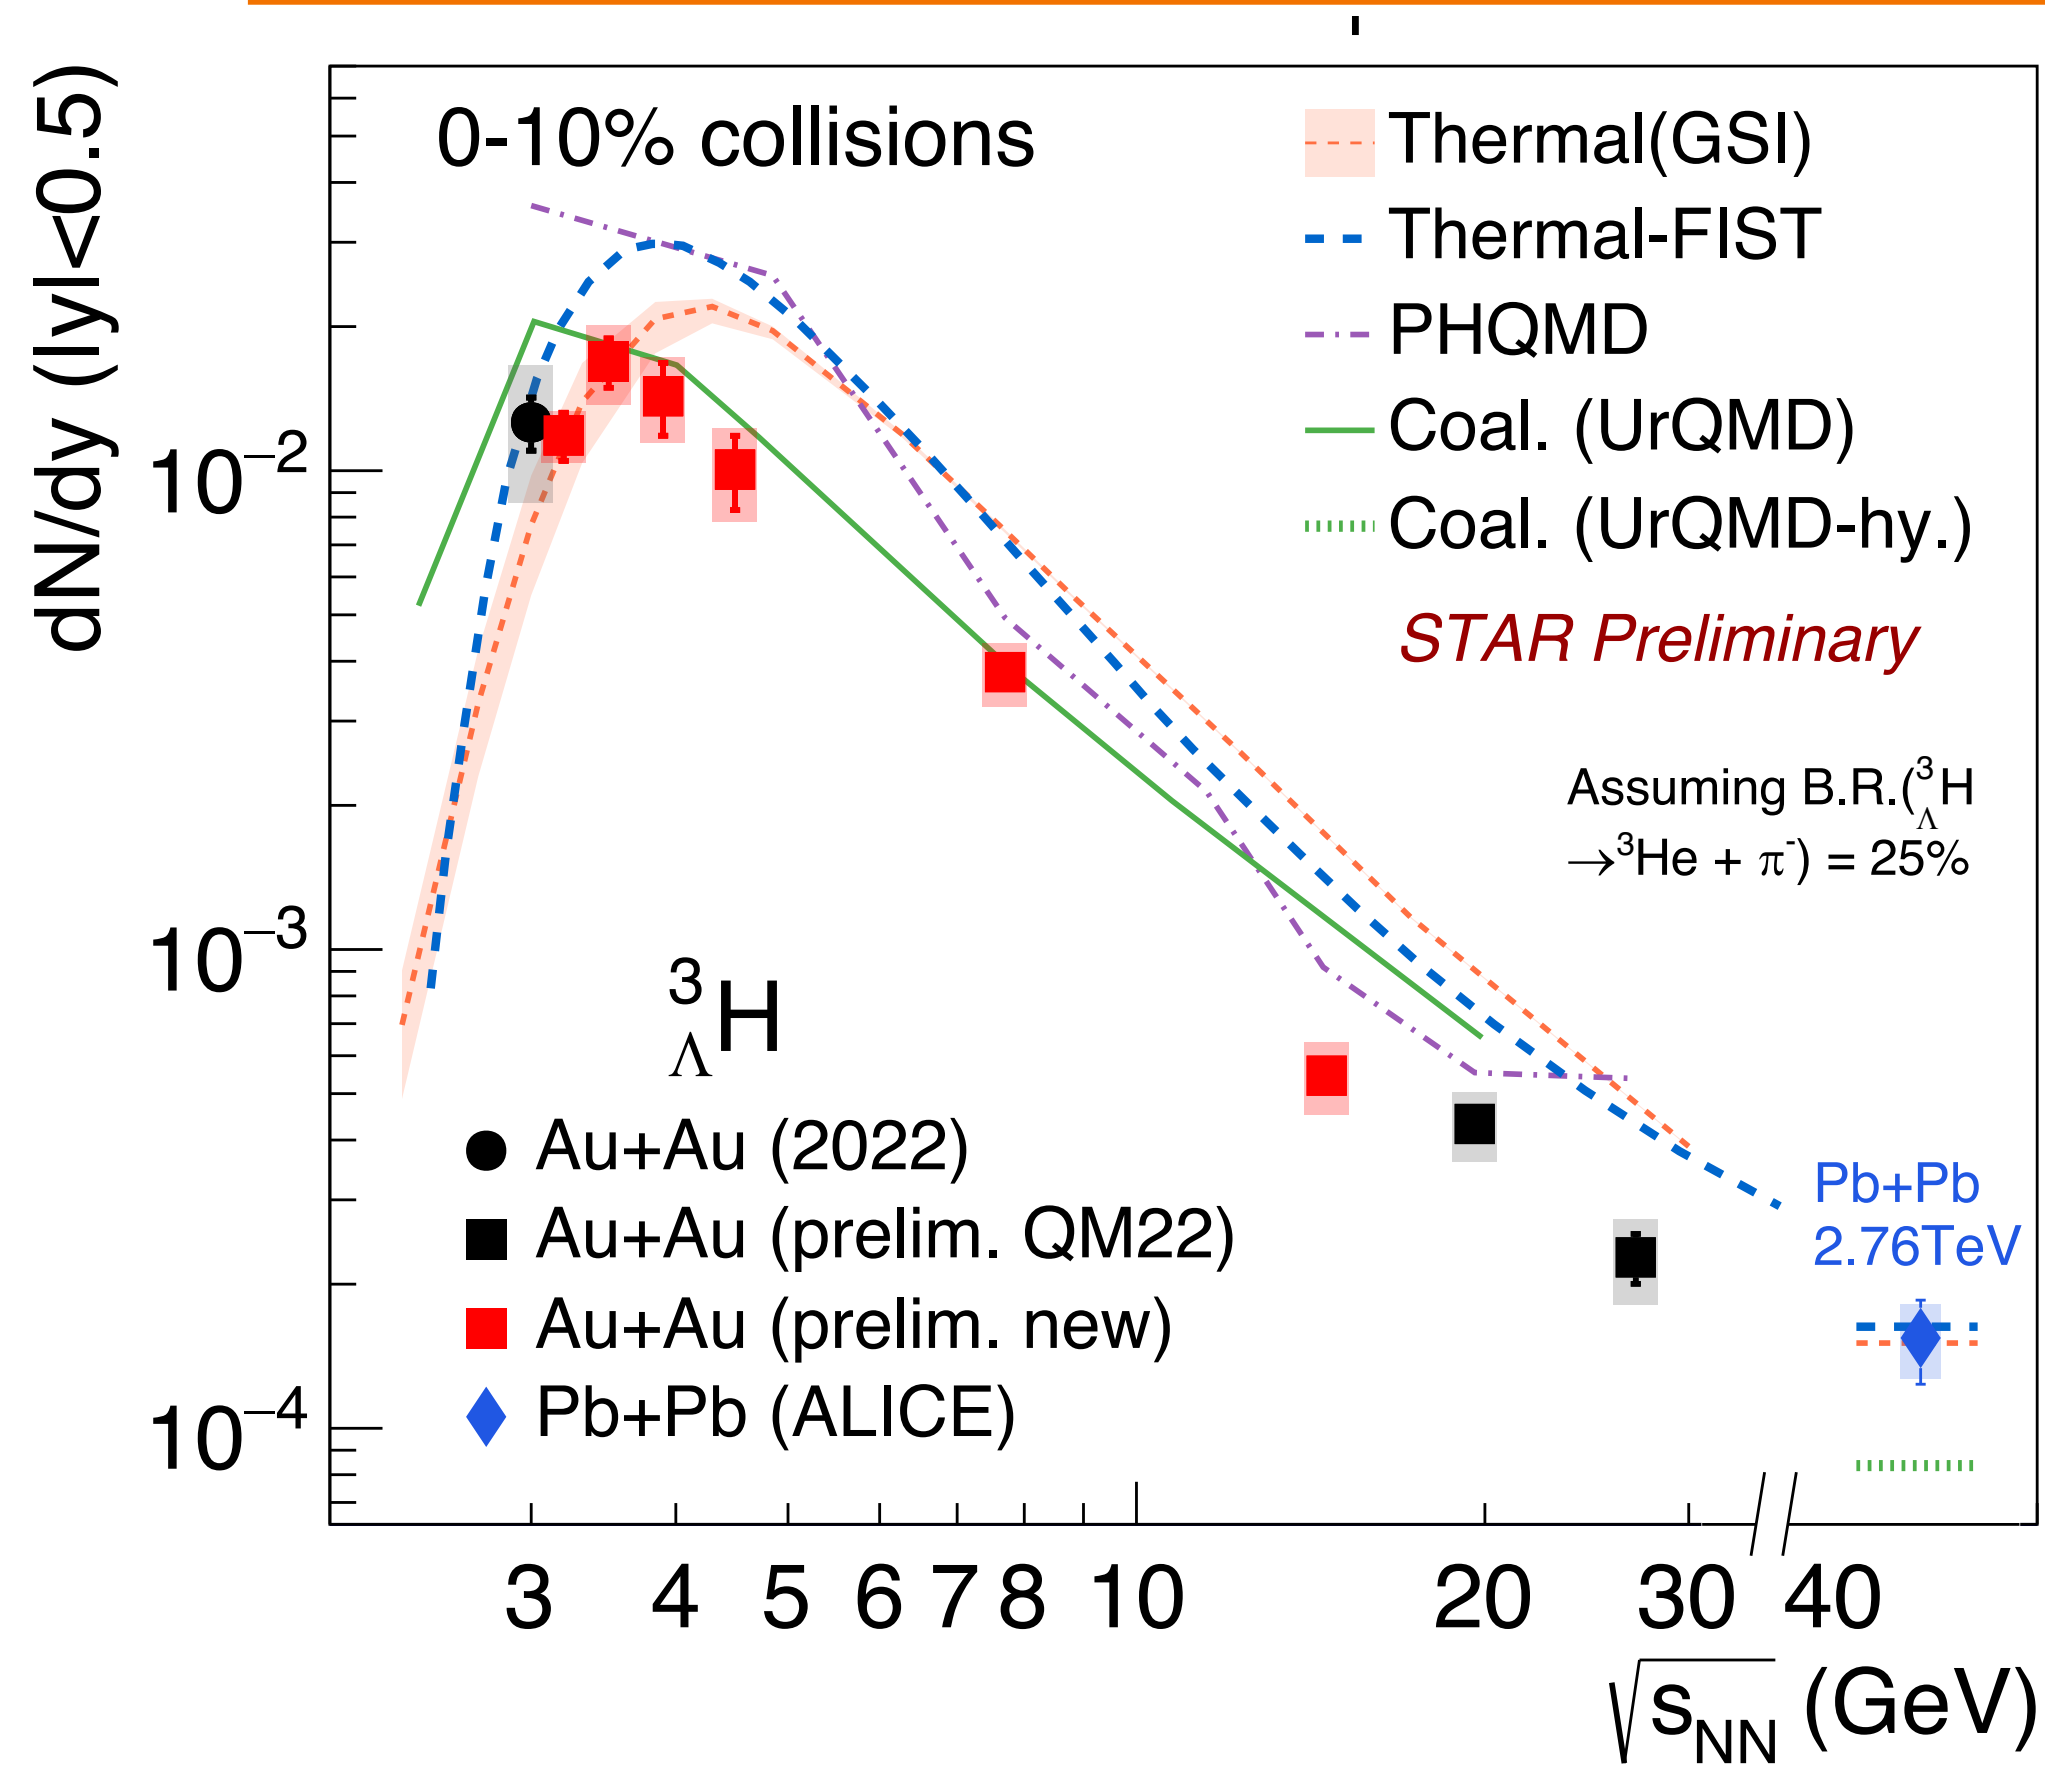 dN/dy (|y|<0.5)
0-10% collisions
Thermal(GSI)
Thermal-FIST
PHQMD
Coal. (UrQMD)
Coal. (UrQMD-hy.)
STAR Preliminary
Assuming B.R.(³ΛH
→³He + π⁻) = 25%
10⁻²
10⁻³
10⁻⁴
³ΛH
Au+Au (2022)
Au+Au (prelim. QM22)
Au+Au (prelim. new)
Pb+Pb (ALICE)
Pb+Pb
2.76TeV
3 4 5 6 7 8 10 20 30 40
√sNN (GeV)